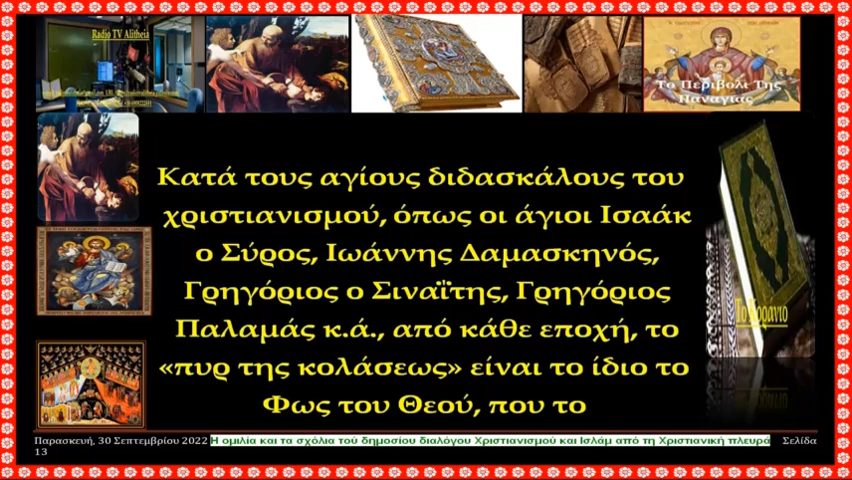 Radio TV Alitheia
Το Περιβολι Της
Παναγιας
Κατά τους αγίους διδασκάλους του
χριστιανισμού, όπως οι άγιοι Ισαάκ
ο Σύρος, Ιωάννης Δαμασκηνός,
Γρηγόριος ο Σιναΐτης, Γρηγόριος
Παλαμάς κ.ά., από κάθε εποχή, το
«πυρ της κολάσεως» είναι το ίδιο το
Φως του Θεού, που το
Το Κοράνιο
Παρασκευή, 30 Σεπτεμβρίου 2022 Η ομιλία και τα σχόλια τού δημοσίου διαλόγου Χριστιανισμού και Ισλάμ από τη Χριστιανική πλευρά Σελίδα
13